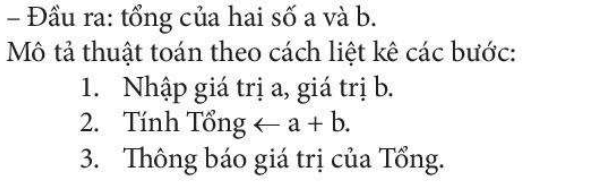 – Đầu ra: tổng của hai số a và b.
Mô tả thuật toán theo cách liệt kê các bước:
1. Nhập giá trị a, giá trị b.
2. Tính Tổng ← a + b.
3. Thông báo giá trị của Tổng.